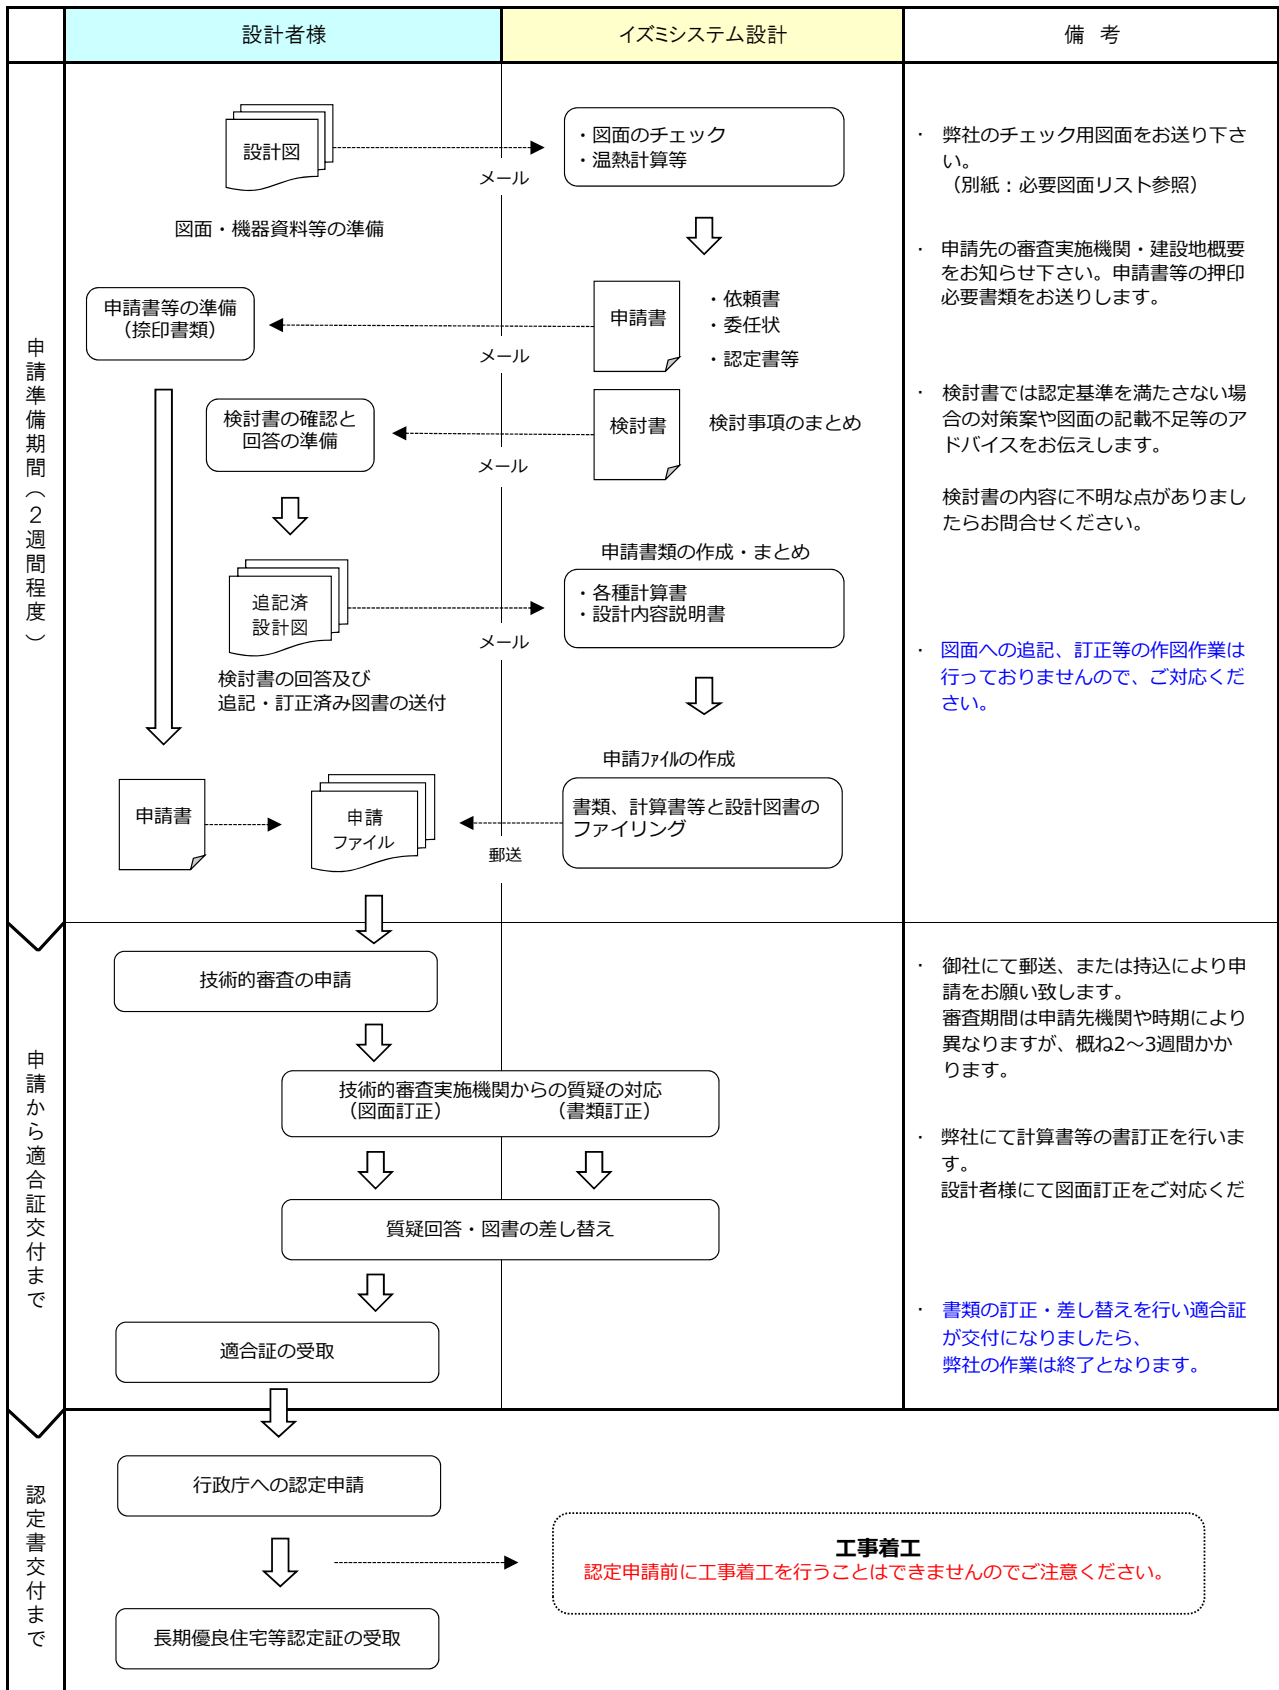 設計者様
イズミシステム設計
備 考
申請準備期間（２週間程度）
設計図
メール
・図面のチェック
・温熱計算等
図面・機器資料等の準備
・ 弊社のチェック用図面をお送り下さ
い。
（別紙：必要図面リスト参照）
・ 申請先の審査実施機関・建設地概要
をお知らせ下さい。申請書等の押印
必要書類をお送りします。
申請書等の準備
（捺印書類）
メール
申請書
・依頼書
・委任状
・認定書等
検討書の確認と
回答の準備
メール
検討書
検討事項のまとめ
・ 検討書では認定基準を満たさない場
合の対策案や図面の記載不足等のア
ドバイスをお伝えします。
検討書の内容に不明な点がありまし
たらお問合せください。
申請書類の作成・まとめ
追記済
設計図
メール
・各種計算書
・設計内容説明書
検討書の回答及び
追記・訂正済み図書の送付
・ 図面への追記、訂正等の作図作業は
行っておりませんので、ご対応くだ
さい。
申請ﾌｧｲﾙの作成
申請書
申請
ファイル
郵送
書類、計算書等と設計図書の
ファイリング
申請から適合証交付まで
技術的審査の申請
・ 御社にて郵送、または持込により申
請をお願い致します。
審査期間は申請先機関や時期により
異なりますが、概ね2～3週間かか
ります。
技術的審査実施機関からの質疑の対応
（図面訂正） （書類訂正）
・ 弊社にて計算書等の書訂正を行いま
す。
設計者様にて図面訂正をご対応くだ
質疑回答・図書の差し替え
適合証の受取
・ 書類の訂正・差し替えを行い適合証
が交付になりましたら、
弊社の作業は終了となります。
認定書交付まで
行政庁への認定申請
工事着工
認定申請前に工事着工を行うことはできませんのでご注意ください。
長期優良住宅等認定証の受取